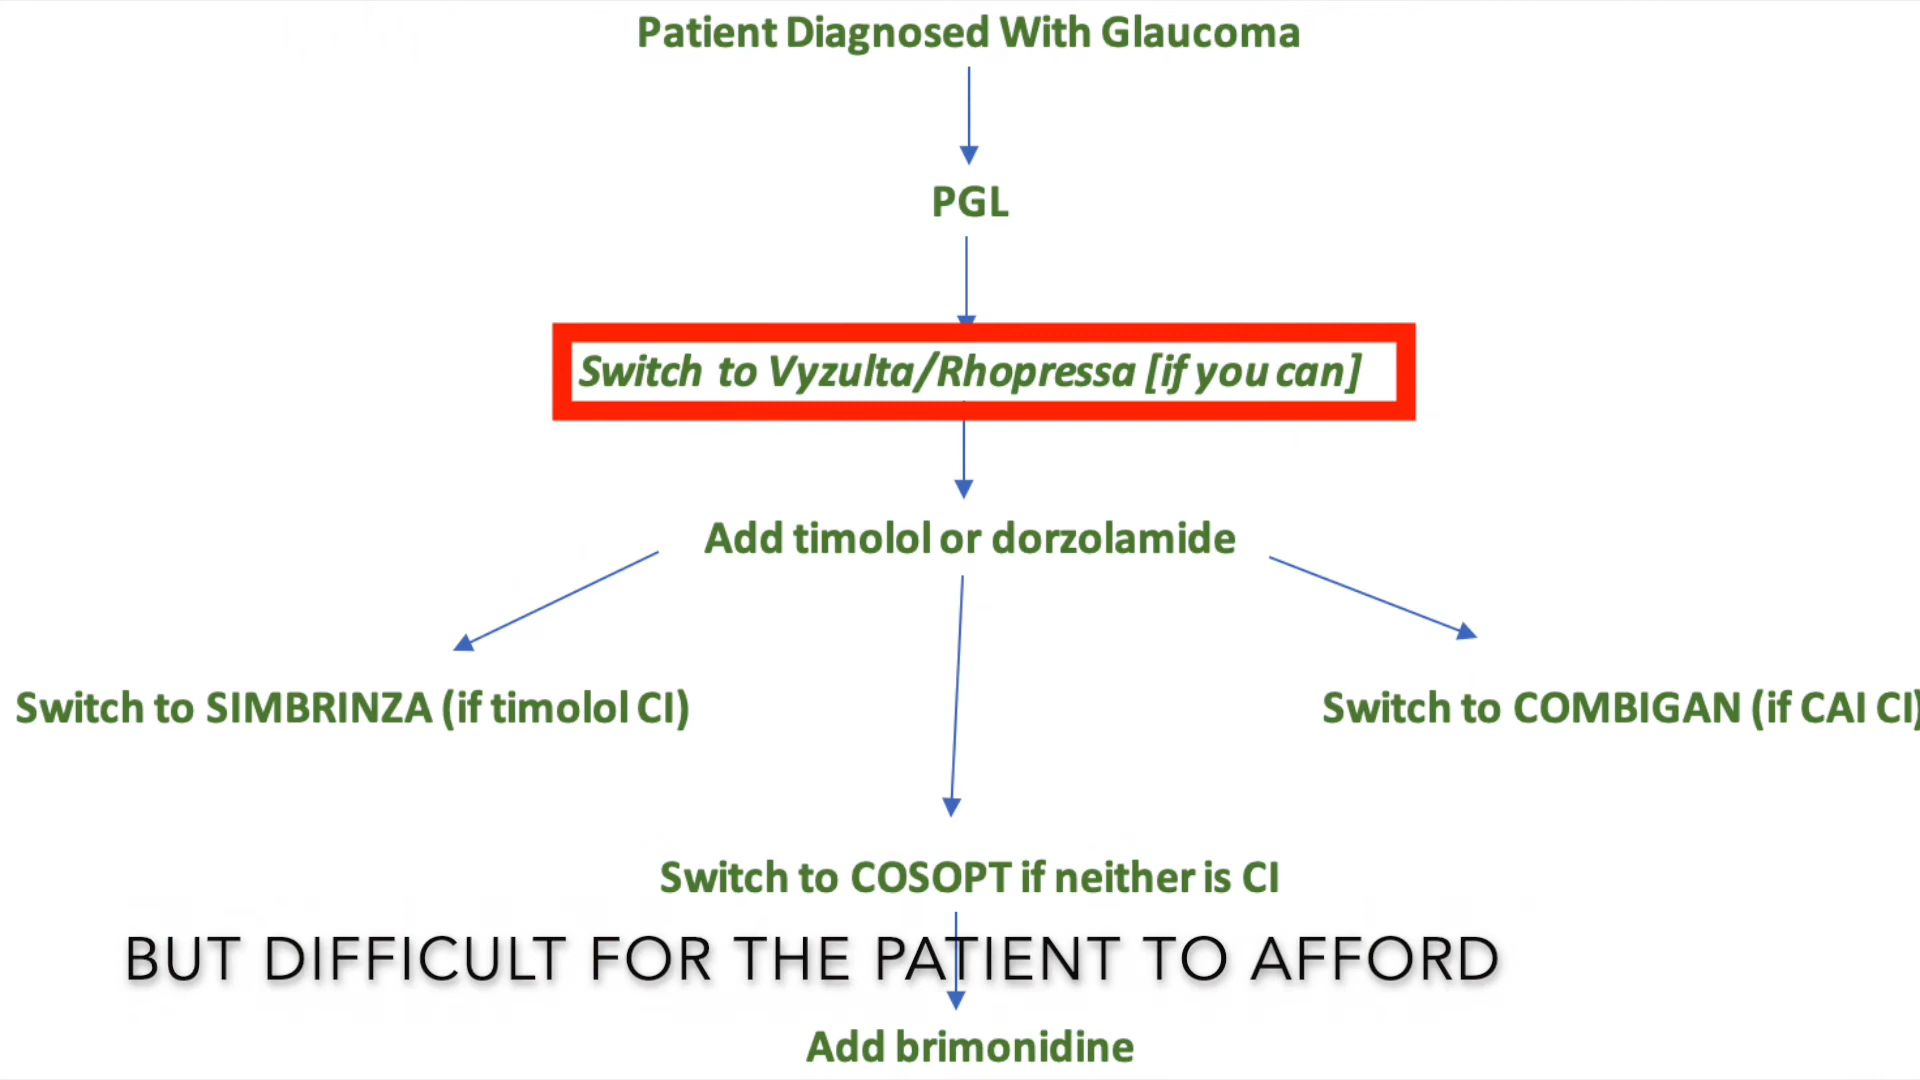 Patient Diagnosed With Glaucoma
PGL
Switch to Vyzulta/Rhopressa [if you can]
Add timolol or dorzolamide
Switch to SIMBRINZA (if timolol CI)
Switch to COMBIGAN (if CAI CI)
Switch to COSOPT if neither is CI
BUT DIFFICULT FOR THE PATIENT TO AFFORD
Add brimonidine